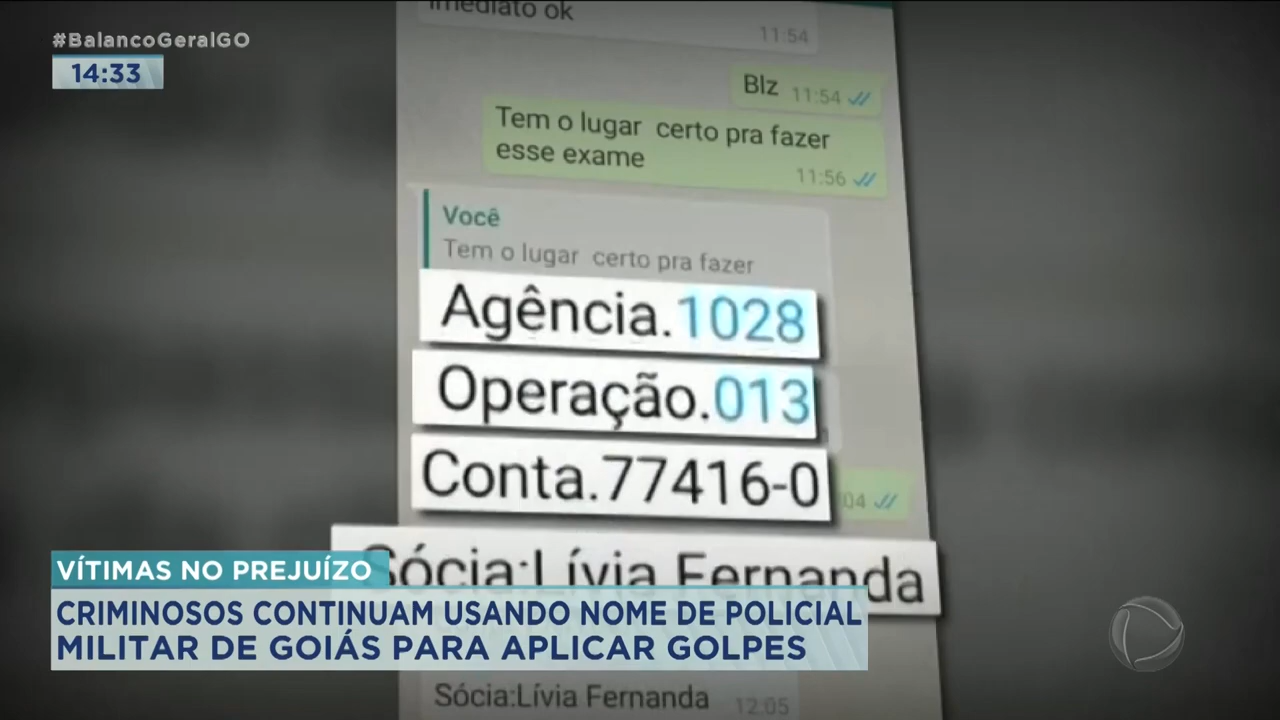 #BalancoGeralGO
14:33
imediato ok
11:54
Blz 11:54
Tem o lugar certo pra fazer
esse exame
11:56
Você
Tem o lugar certo pra fazer
Agência.1028
Operação.013
Conta.77416-0
04
Sócia:Lívia Fernanda
VÍTIMAS NO PREJUÍZO
CRIMINOSOS CONTINUAM USANDO NOME DE POLICIAL
MILITAR DE GOIÁS PARA APLICAR GOLPES
Sócia:Lívia Fernanda 12:05